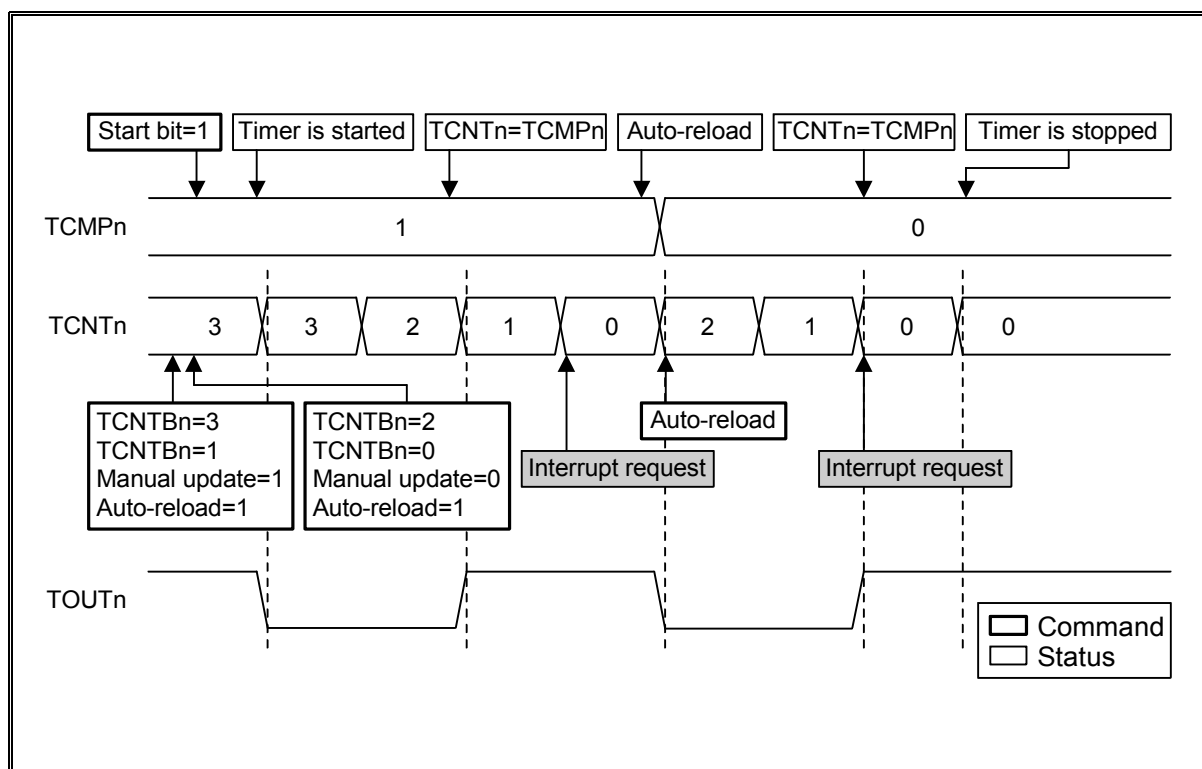 Start bit=1
Timer is started
TCNTn=TCMPn
Auto-reload
TCNTn=TCMPn
Timer is stopped
TCMPn
1
0
TCNTn
3
3
2
1
0
2
1
0
0
TCNTBn=3
TCNTBn=1
Manual update=1
Auto-reload=1
TCNTBn=2
TCNTBn=0
Manual update=0
Auto-reload=1
Interrupt request
Auto-reload
Interrupt request
TOUTn
Command
Status